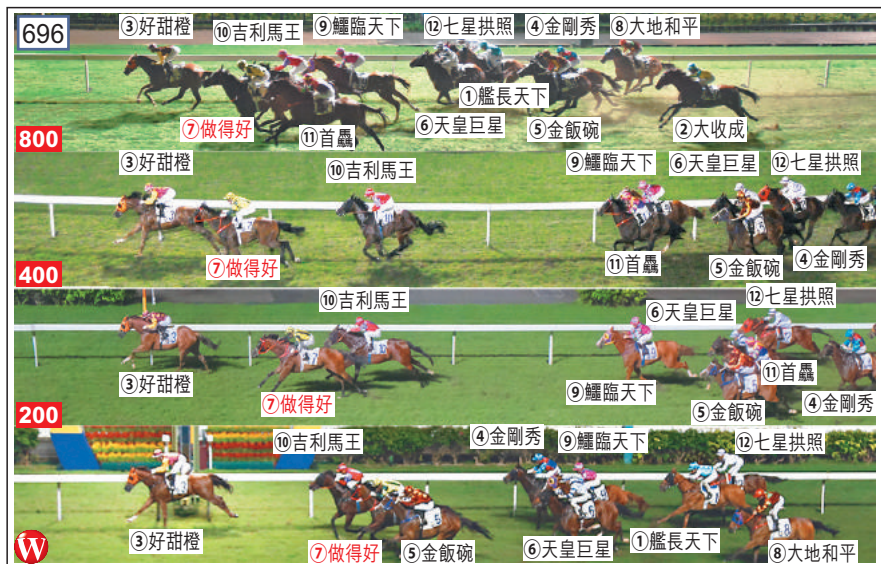 696
③好甜橙
⑩吉利馬王
⑨鱷臨天下
⑫七星拱照
④金剛秀
⑧大地和平
①艦長天下
⑦做得好
⑪首驫
⑥天皇巨星
⑤金飯碗
②大收成
800
③好甜橙
⑩吉利馬王
⑨鱷臨天下
⑥天皇巨星
⑫七星拱照
⑦做得好
⑪首驫
⑤金飯碗
④金剛秀
400
⑩吉利馬王
⑥天皇巨星
⑫七星拱照
③好甜橙
⑦做得好
⑨鱷臨天下
⑪首驫
⑤金飯碗
④金剛秀
200
⑩吉利馬王
④金剛秀
⑨鱷臨天下
⑫七星拱照
③好甜橙
⑦做得好
⑤金飯碗
⑥天皇巨星
①艦長天下
⑧大地和平
W